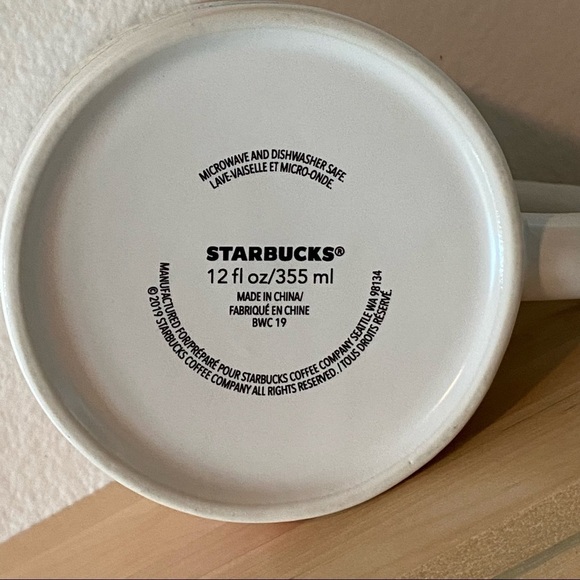 MICROWAVE AND DISHWASHER SAFE.
LAVE-VAISELLE ET MICRO-ONDE.
STARBUCKS®
12 fl oz/355 ml
MADE IN CHINA/
FABRIQUÉ EN CHINE
BWC 19
MANUFACTURED FOR/PRÉPARÉ POUR STARBUCKS COFFEE COMPANY SEATTLE WA 98134
© 2019 STARBUCKS COFFEE COMPANY ALL RIGHTS RESERVED. / TOUS DROITS RÉSERVÉ.